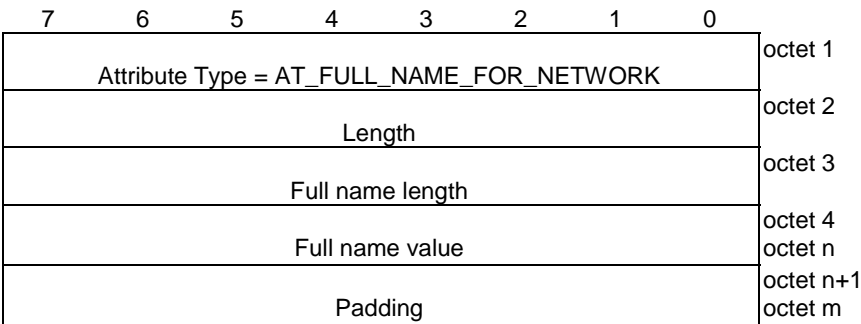 7 6 5 4 3 2 1 0
octet 1
Attribute Type = AT_FULL_NAME_FOR_NETWORK
octet 2
Length
octet 3
Full name length
octet 4
Full name value octet n
octet n+1
Padding octet m